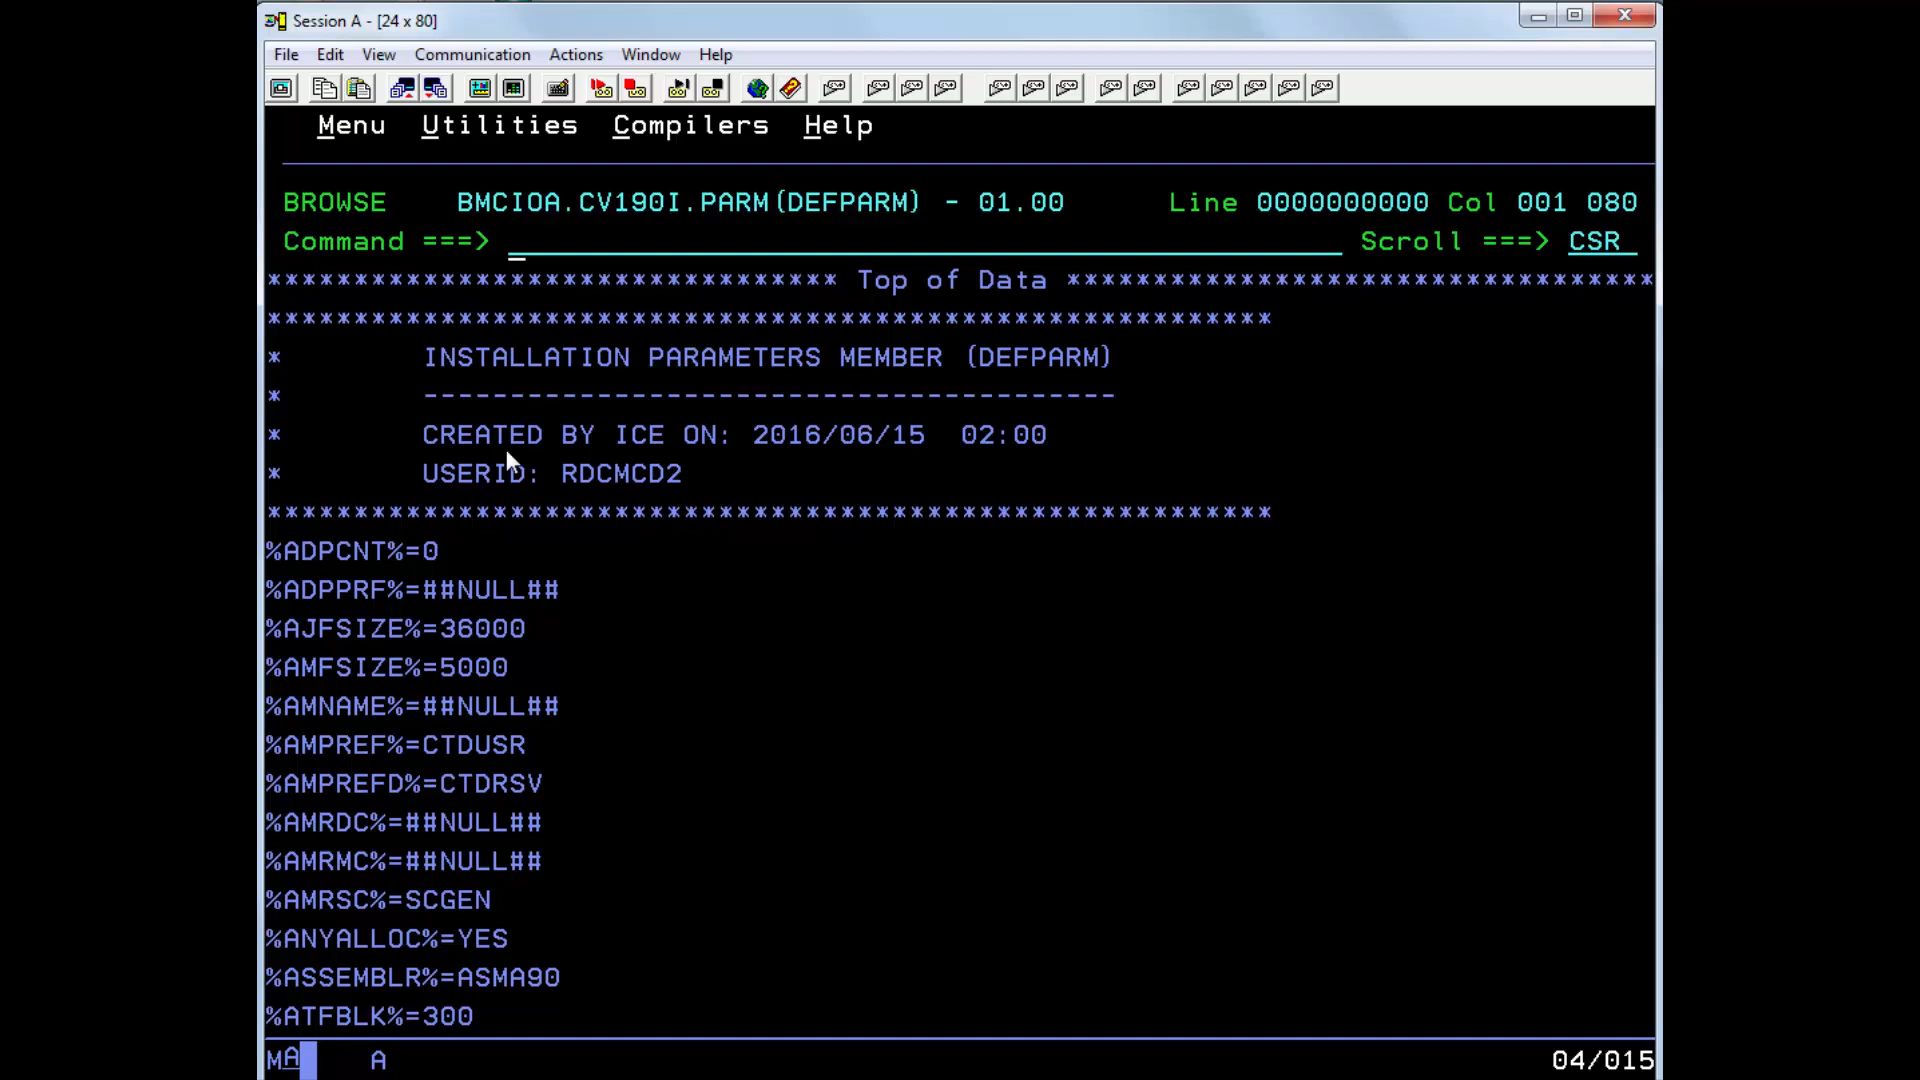 Session A - [24 x 80]
File Edit View Communication Actions Window Help
Menu Utilities Compilers Help
BROWSE BMCIOA.CV190I.PARM(DEFPARM) - 01.00 Line 0000000000 Col 001 080
Command ===> Scroll ===> CSR
********************************* Top of Data **********************************
**********************************************************
* INSTALLATION PARAMETERS MEMBER (DEFPARM)
* ----------------------------------------
* CREATED BY ICE ON: 2016/06/15 02:00
* USERID: RDCMCD2
**********************************************************
%ADPCNT%=0
%ADPPRF%=##NULL##
%AJFSIZE%=36000
%AMFSIZE%=5000
%AMNAME%=##NULL##
%AMPREF%=CTDUSR
%AMPREFD%=CTDRSV
%AMRDC%=##NULL##
%AMRMC%=##NULL##
%AMRSC%=SCGEN
%ANYALLOC%=YES
%ASSEMBLR%=ASMA90
%ATFBLK%=300
MA A 04/015